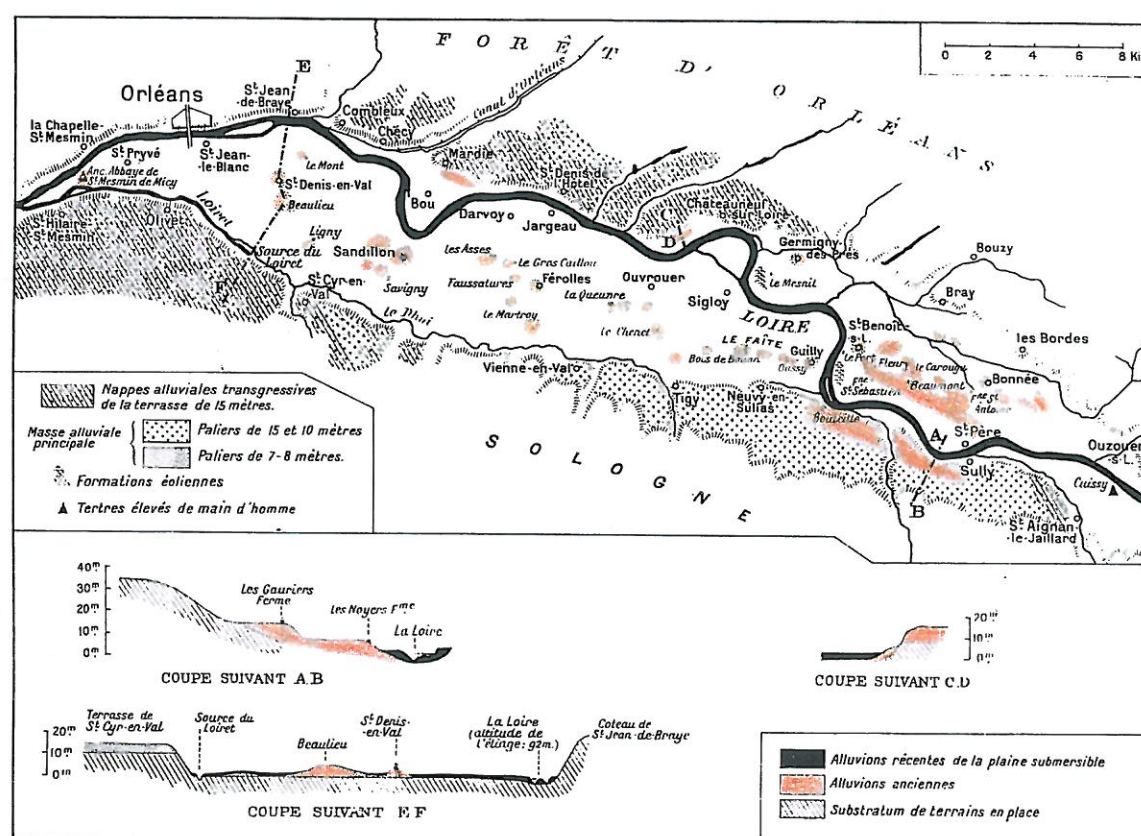 FORÊT D'ORLÉANS
0 2 4 6 8 Ki
E
St Jean-
de-Braye
Orléans
Canal d'Orléans
Combleux
Chécy
la Chapelle-
St Mesmin
St Pryvé
St Jean-
le-Blanc
le Mont
Mardié
St Denis de
l'Hôtel
Anc. Abbaye de
St Mesmin de Micy
St Denis-en-Val
Bou
Beaulieu
Darvoy
Jargeau
Châteauneuf
sur-Loire
C
D
Loiret
St Hilaire-
St Mesmin
Olivet
Ligny
Source du
Loiret
Sandillon
les Asses
le Gros Caillou
Germigny
des Prés
Bouzy
F
St Cyr-en-
Val
Savigny
Faussatures
Férolles
Ouvrouer
le Mesnil
Bray
le Dhui
le Martroy
La Queuvre
Sigloy
LOIRE
le Chenet
LE FAÎTE
St Benoît-
s-L.
les Bordes
Guilly
le Port
Fleury
le Carouge
Vienne-en-Val
Beaumont
Bonnée
Fne St Sébastien
Tigy
Neuvy-en-
Sullias
Bouteille
A
St Père
Ouzouer
-s-L.
Sully
Cuissy
B
St Aignan-
le-Jaillard
SOLOGNE
Nappes alluviales transgressives
de la terrasse de 15 mètres.
Masse alluviale
principale
Paliers de 15 et 10 mètres
Paliers de 7-8 mètres.
Formations éoliennes
Tertres élevés de main d'homme
40m
30m
20m
10m
0m
Les Gauriers
Ferme
les Noyers Fme
La Loire
COUPE SUIVANT A.B
20m
10m
0m
COUPE SUIVANT C.D
20m
10m
0m
Terrasse de
St Cyr-en-Val
Source du
Loiret
Beaulieu
St Denis-
en-Val
La Loire
(altitude de
l'étiage: 92m.)
Coteau de
St Jean-de-Braye
COUPE SUIVANT E F
Alluvions récentes de la plaine submersible
Alluvions anciennes
Substratum de terrains en place